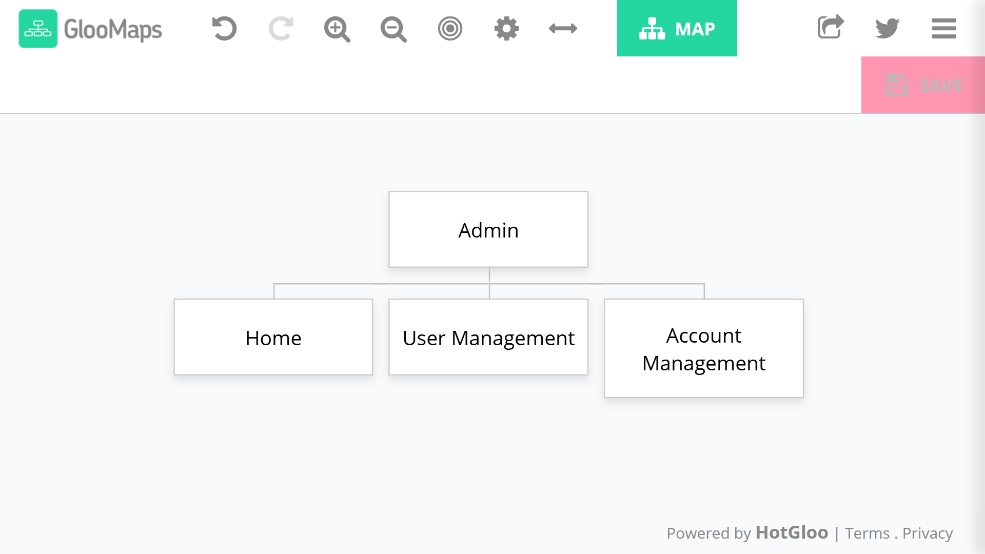 GlooMaps
MAP
SAVE
Admin
Home
User Management
Account
Management
Powered by HotGloo | Terms . Privacy